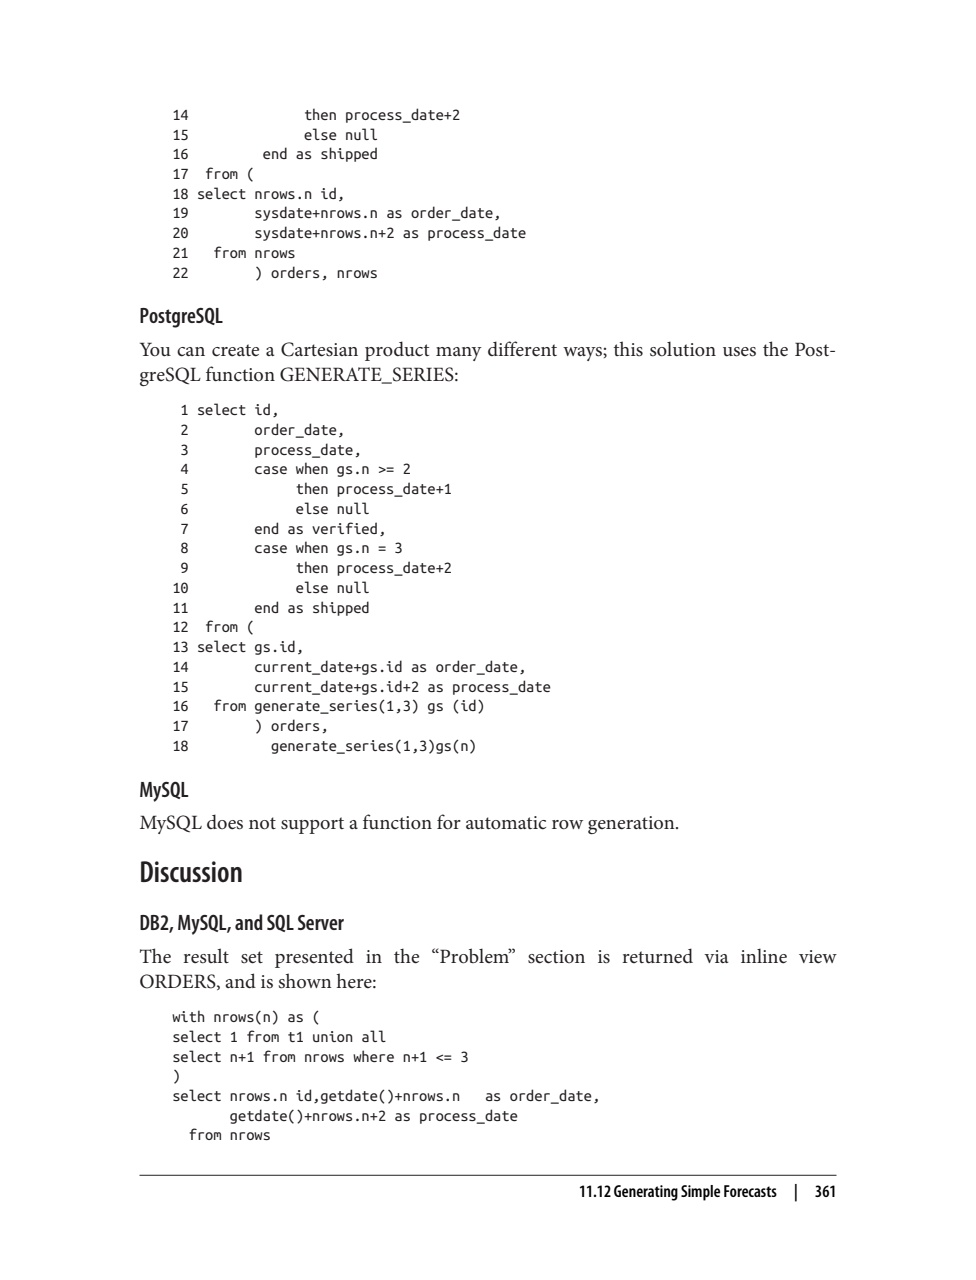 14              then process_date+2
15              else null
16         end as shipped
17  from (
18 select nrows.n id,
19        sysdate+nrows.n as order_date,
20        sysdate+nrows.n+2 as process_date
21   from nrows
22        ) orders, nrows
PostgreSQL
You can create a Cartesian product many different ways; this solution uses the Post-
greSQL function GENERATE_SERIES:
1 select id,
2        order_date,
3        process_date,
4        case when gs.n >= 2
5             then process_date+1
6             else null
7        end as verified,
8        case when gs.n = 3
9             then process_date+2
10             else null
11        end as shipped
12  from (
13 select gs.id,
14        current_date+gs.id as order_date,
15        current_date+gs.id+2 as process_date
16   from generate_series(1,3) gs (id)
17        ) orders,
18          generate_series(1,3)gs(n)
MySQL
MySQL does not support a function for automatic row generation.
Discussion
DB2, MySQL, and SQL Server
The result set presented in the “Problem” section is returned via inline view
ORDERS, and is shown here:
with nrows(n) as (
select 1 from t1 union all
select n+1 from nrows where n+1 <= 3
)
select nrows.n id,getdate()+nrows.n   as order_date,
       getdate()+nrows.n+2 as process_date
  from nrows
11.12 Generating Simple Forecasts | 361